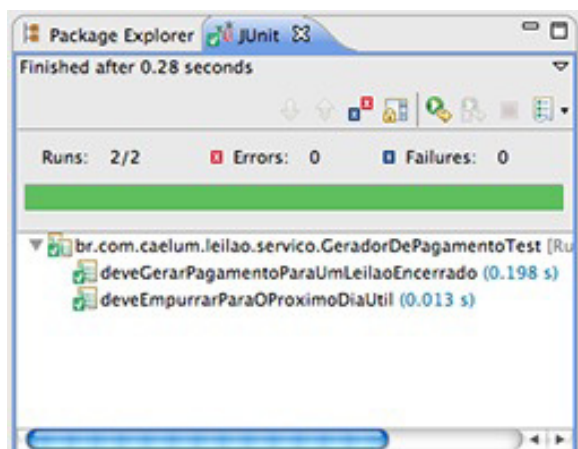 Package Explorer JUnit
Finished after 0.28 seconds
Runs: 2/2 Errors: 0 Failures: 0
br.com.caelum.leilao.servico.GeradorDePagamentoTest [Ru
deveGerarPagamentoParaUmLeilaoEncerrado (0.198 s)
deveEmpurrarParaOProximoDiaUtil (0.013 s)